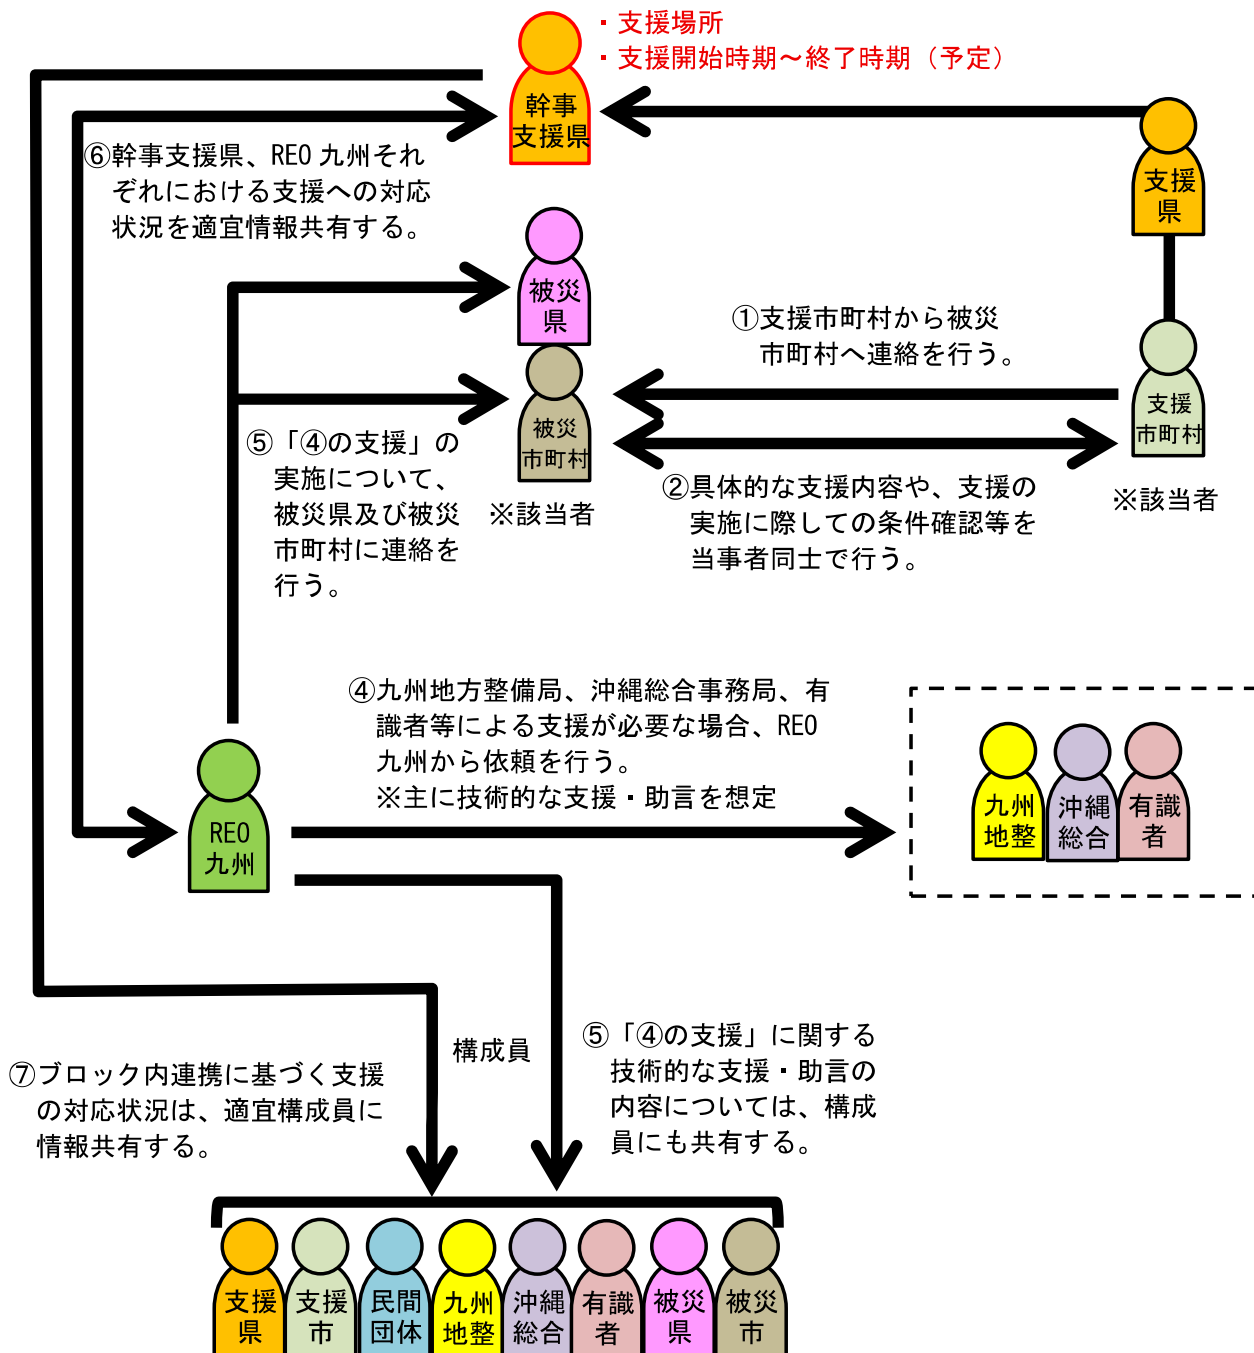 ・支援場所
・支援開始時期～終了時期（予定）
幹事
支援県
支援
県
⑥幹事支援県、REO 九州それ
ぞれにおける支援への対応
状況を適宜情報共有する。
被災
県
①支援市町村から被災
市町村へ連絡を行う。
被災
市町村
※該当者
支援
市町村
※該当者
⑤「④の支援」の
実施について、
被災県及び被災
市町村に連絡を
行う。
②具体的な支援内容や、支援の
実施に際しての条件確認等を
当事者同士で行う。
④九州地方整備局、沖縄総合事務局、有
識者等による支援が必要な場合、REO
九州から依頼を行う。
※主に技術的な支援・助言を想定
REO
九州
九州
地整
沖縄
総合
有識
者
構成員
⑤「④の支援」に関する
技術的な支援・助言の
内容については、構成
員にも共有する。
⑦ブロック内連携に基づく支援
の対応状況は、適宜構成員に
情報共有する。
支援
県
支援
市
民間
団体
九州
地整
沖縄
総合
有識
者
被災
県
被災
市